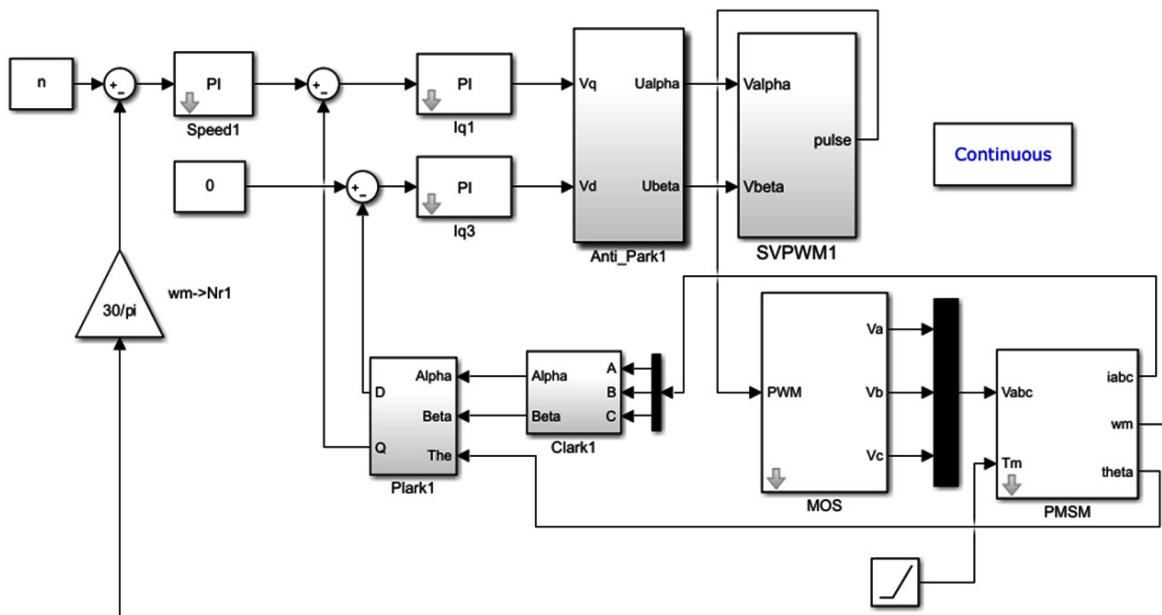 n
+
-
PI
Speed1
+
-
PI
Iq1
0
+
-
PI
Iq3
Vq
Vd
Ualpha
Ubeta
Anti_Park1
Valpha
Vbeta
pulse
SVPWM1
Continuous
30/pi
wm->Nr1
D
Q
Alpha
Beta
The
Plark1
Alpha
Beta
A
B
C
Clark1
PWM
Va
Vb
Vc
MOS
Vabc
Tm
iabc
wm
theta
PMSM